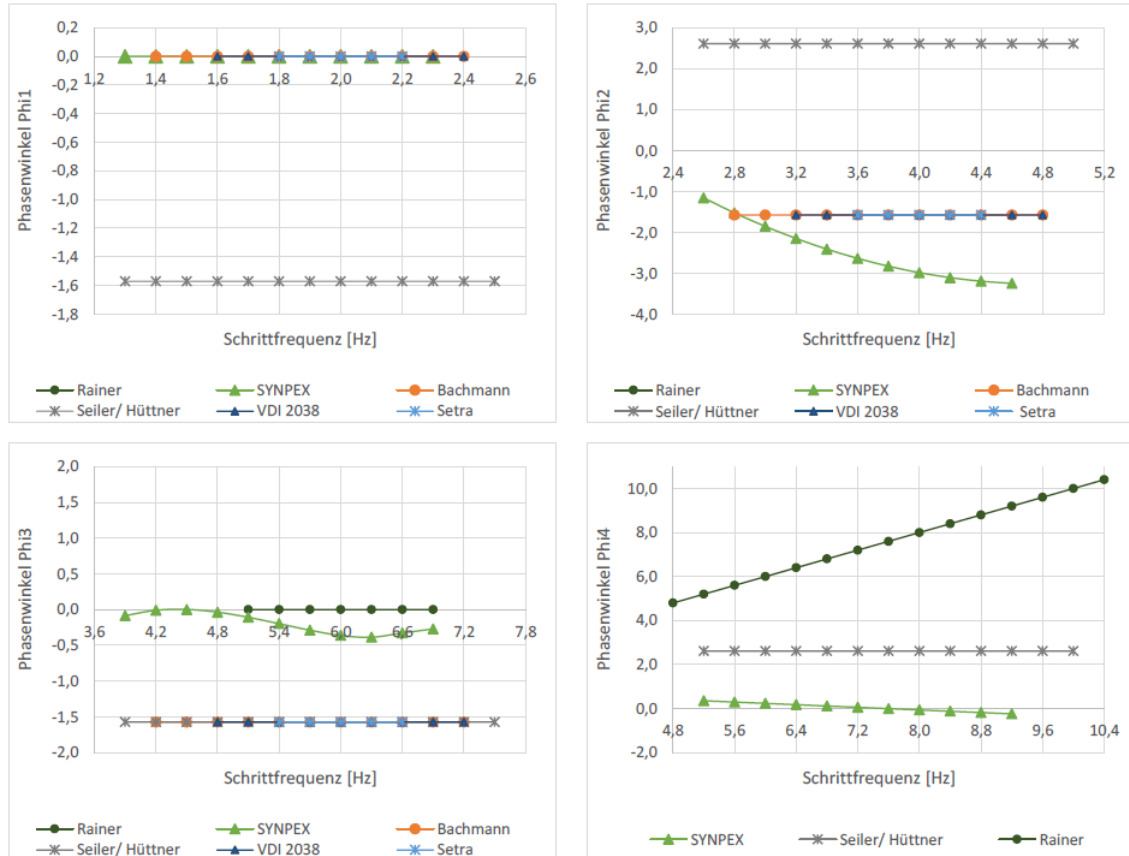 0,2
0,0
-0,2
-0,4
-0,6
-0,8
-1,0
-1,2
-1,4
-1,6
-1,8
1,2 1,4 1,6 1,8 2,0 2,2 2,4 2,6
Phasenwinkel Phi1
Schrittfrequenz [Hz]
Rainer SYNPEX Bachmann
Seiler/ Hüttner VDI 2038 Setra
3,0
2,0
1,0
0,0
-1,0
-2,0
-3,0
-4,0
2,4 2,8 3,2 3,6 4,0 4,4 4,8 5,2
Phasenwinkel Phi2
Schrittfrequenz [Hz]
Rainer SYNPEX Bachmann
Seiler/ Hüttner VDI 2038 Setra
2,0
1,5
1,0
0,5
0,0
-0,5
-1,0
-1,5
-2,0
3,6 4,2 4,8 5,4 6,0 6,6 7,2 7,8
Phasenwinkel Phi3
Schrittfrequenz [Hz]
Rainer SYNPEX Bachmann
Seiler/ Hüttner VDI 2038 Setra
10,0
8,0
6,0
4,0
2,0
0,0
-2,0
4,8 5,6 6,4 7,2 8,0 8,8 9,6 10,4
Phasenwinkel Phi4
Schrittfrequenz [Hz]
SYNPEX Seiler/ Hüttner Rainer